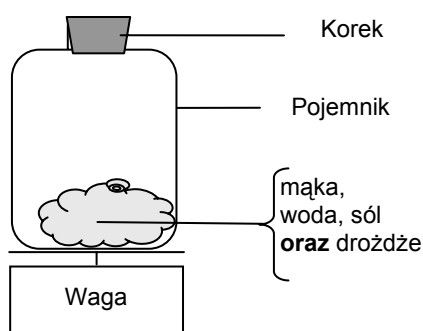 Korek
Pojemnik
mąka,
woda, sól
oraz drożdże
Waga